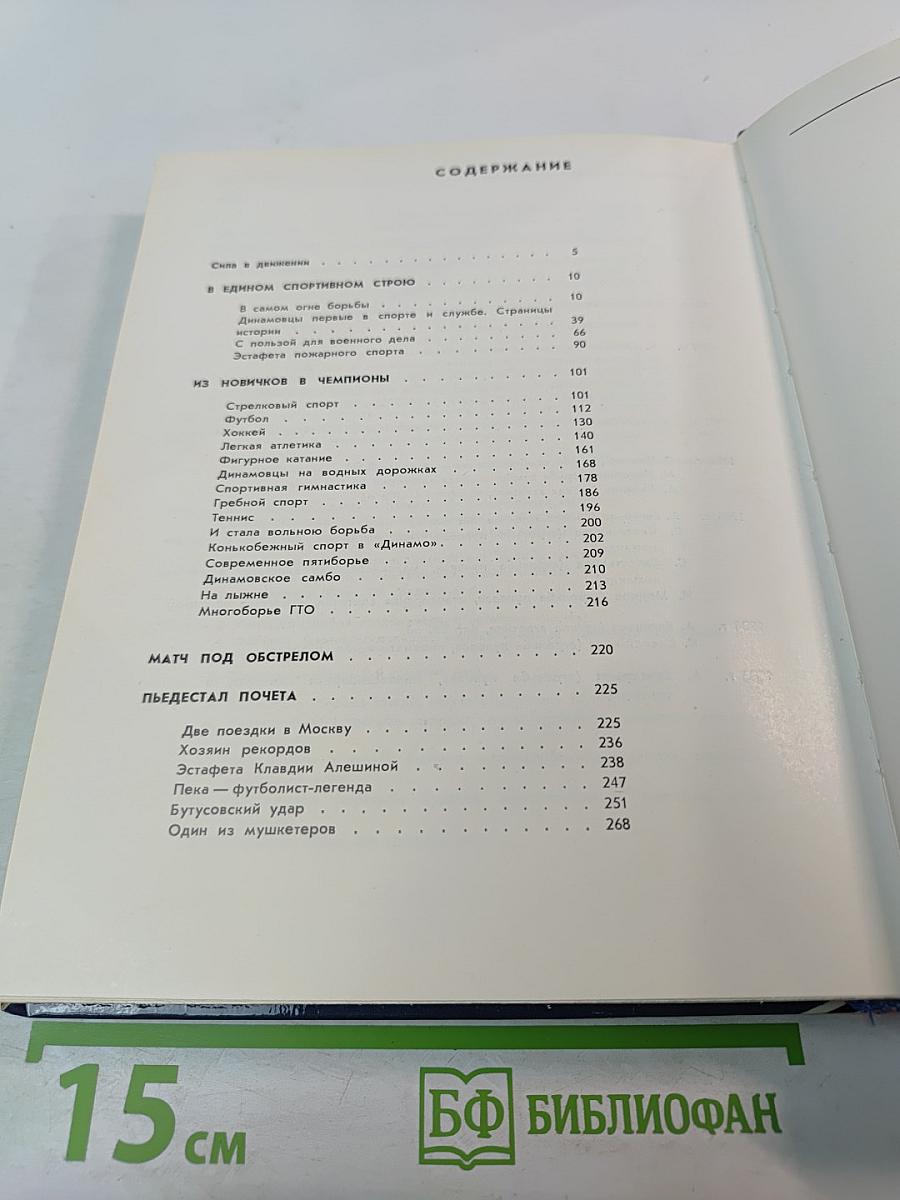 СОДЕРЖАНИЕ
Сила в движении . . . . . . . . . . . . . . . . 5
В ЕДИНОМ СПОРТИВНОМ СТРОЮ . . . . . . . . . 10
В самом огне борьбы . . . . . . . . . . . . 10
Динамовцы первые в спорте и службе. Страницы
истории . . . . . . . . . . . . . . . . 39
С пользой для военного дела . . . . . . . . . 66
Эстафета пожарного спорта . . . . . . . . . 90
ИЗ НОВИЧКОВ В ЧЕМПИОНЫ . . . . . . . . . . 101
Стрелковый спорт . . . . . . . . . . . . . 101
Футбол . . . . . . . . . . . . . . . . 112
Хоккей . . . . . . . . . . . . . . . . 130
Легкая атлетика . . . . . . . . . . . . . 140
Фигурное катание . . . . . . . . . . . . . 161
Динамовцы на водных дорожках . . . . . . . . 168
Спортивная гимнастика . . . . . . . . . . . 178
Гребной спорт . . . . . . . . . . . . . . 186
Теннис . . . . . . . . . . . . . . . . 196
И стала вольною борьба . . . . . . . . . . . 200
Конькобежный спорт в «Динамо» . . . . . . . . 202
Современное пятиборье . . . . . . . . . . . 209
Динамовское самбо . . . . . . . . . . . . 210
На лыжне . . . . . . . . . . . . . . . 213
Многоборье ГТО . . . . . . . . . . . . . 216
МАТЧ ПОД ОБСТРЕЛОМ . . . . . . . . . . . . . 220
ПЬЕДЕСТАЛ ПОЧЕТА . . . . . . . . . . . . . . 225
Две поездки в Москву . . . . . . . . . . . 225
Хозяин рекордов . . . . . . . . . . . . . 236
Эстафета Клавдии Алешиной . . . . . . . . . 238
Пека — футболист-легенда . . . . . . . . . . 247
Бутусовский удар . . . . . . . . . . . . . 251
Один из мушкетеров . . . . . . . . . . . . 268
15 см
БФ БИБЛИОФАН